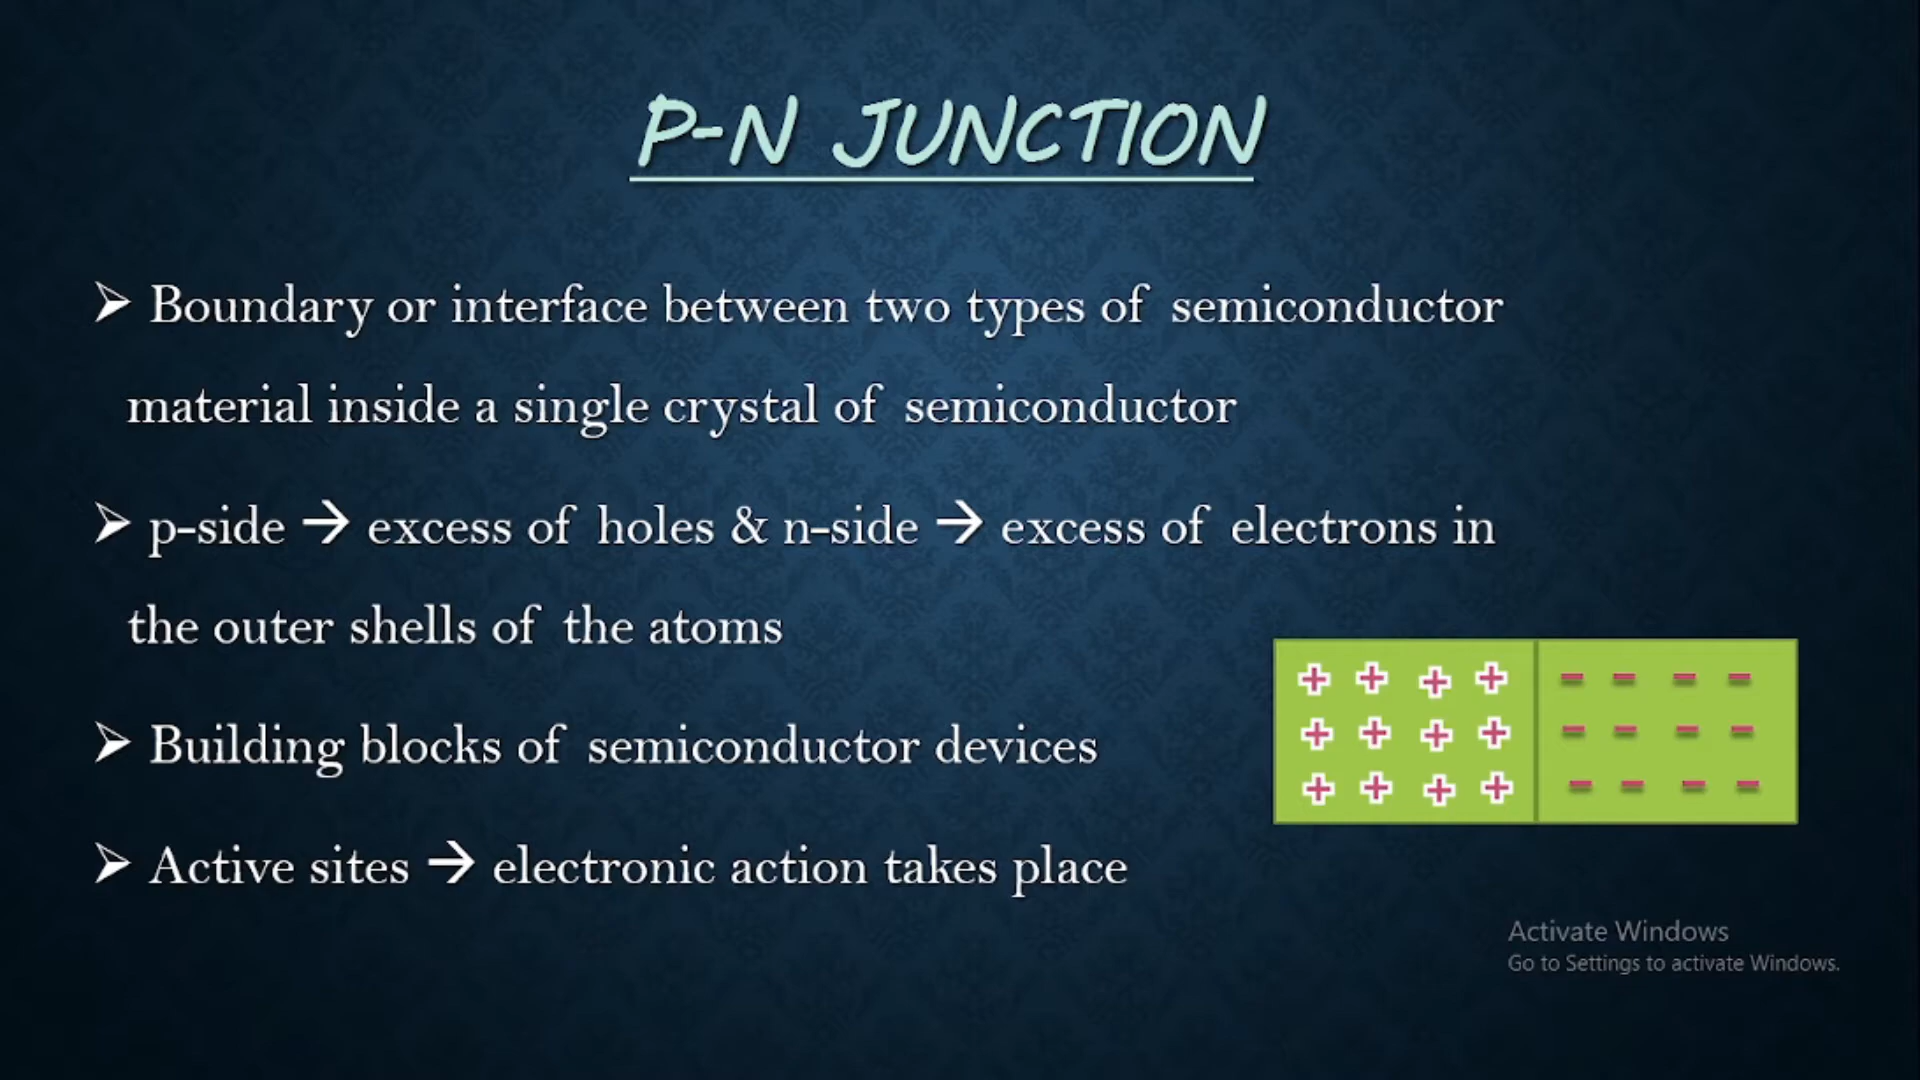 P-N JUNCTION
➢ Boundary or interface between two types of semiconductor
material inside a single crystal of semiconductor
➢ p-side → excess of holes & n-side → excess of electrons in
the outer shells of the atoms
➢ Building blocks of semiconductor devices
➢ Active sites → electronic action takes place
+ + + + - - - -
+ + + + - - - -
+ + + + - - - -
Activate Windows
Go to Settings to activate Windows.